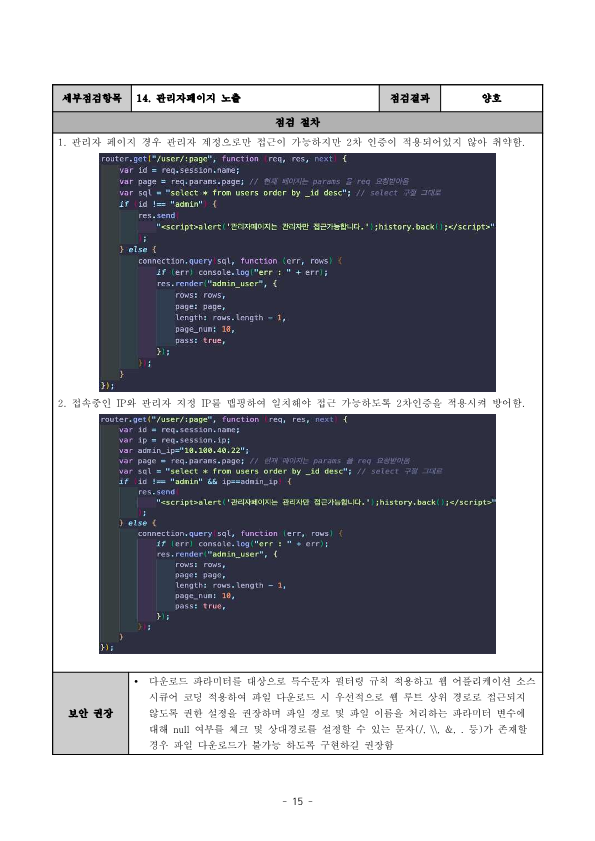 세부점검항목 14. 관리자페이지 노출 점검결과 양호
점검 절차
1. 관리자 페이지 경우 관리자 계정으로만 접근이 가능하지만 2차 인증이 적용되어있지 않아 취약함.
router.get("/user/:page", function (req, res, next) {
var id = req.session.name;
var page = req.params.page; // 현재 페이지는 params 를 req 요청받아옴
var sql = "select * from users order by _id desc"; // select 구절 그대로
if (id !== "admin") {
res.send(
"<script>alert('관리자페이지는 관리자만 접근가능합니다.');history.back();</script>"
);
} else {
connection.query(sql, function (err, rows) {
if (err) console.log("err : " + err);
res.render("admin_user", {
rows: rows,
page: page,
length: rows.length - 1,
page_num: 10,
pass: true,
});
});
}
});
2. 접속중인 IP와 관리자 지정 IP를 맵핑하여 일치해야 접근 가능하도록 2차인증을 적용시켜 방어함.
router.get("/user/:page", function (req, res, next) {
var id = req.session.name;
var ip = req.session.ip;
var admin_ip="10.100.40.22";
var page = req.params.page; // 현재 페이지는 params 를 req 요청받아옴
var sql = "select * from users order by _id desc"; // select 구절 그대로
if (id !== "admin" && ip==admin_ip) {
res.send(
"<script>alert('관리자페이지는 관리자만 접근가능합니다.');history.back();</script>"
);
} else {
connection.query(sql, function (err, rows) {
if (err) console.log("err : " + err);
res.render("admin_user", {
rows: rows,
page: page,
length: rows.length - 1,
page_num: 10,
pass: true,
});
});
}
});
보안 권장
• 다운로드 파라미터를 대상으로 특수문자 필터링 규칙 적용하고 웹 어플리케이션 소스
시큐어 코딩 적용하여 파일 다운로드 시 우선적으로 웹 루트 상위 경로로 접근되지
않도록 권한 설정을 권장하며 파일 경로 및 파일 이름을 처리하는 파라미터 변수에
대해 null 여부를 체크 및 상대경로를 설정할 수 있는 문자(/, \\, &, . 등)가 존재할
경우 파일 다운로드가 불가능 하도록 구현하길 권장함
- 15 -